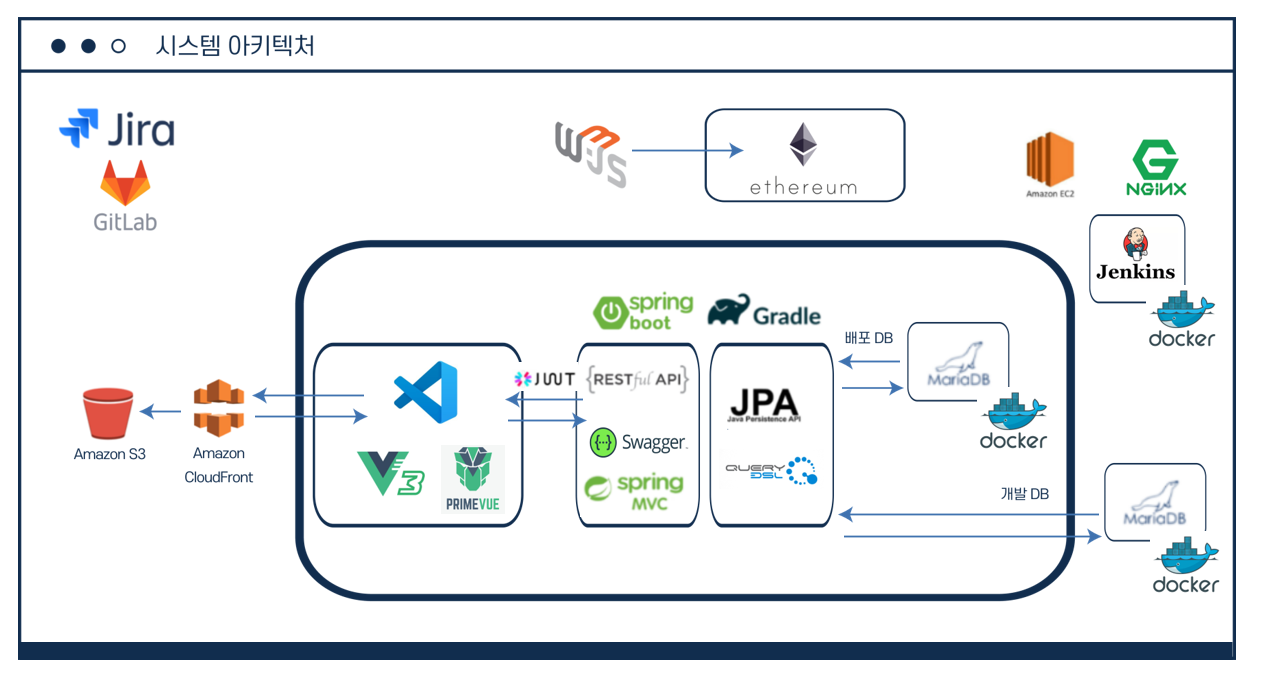 시스템 아키텍처
Jira
GitLab
W3JS
ethereum
Amazon EC2
NGiNX
Jenkins
docker
spring
boot
Gradle
배포 DB
MariaDB
docker
JWT
{RESTful API}
JPA
Java Persistence API
Swagger.
spring
MVC
QUERY
DSL
3
PRIMEVUE
Amazon S3
Amazon
CloudFront
개발 DB
MariaDB
docker